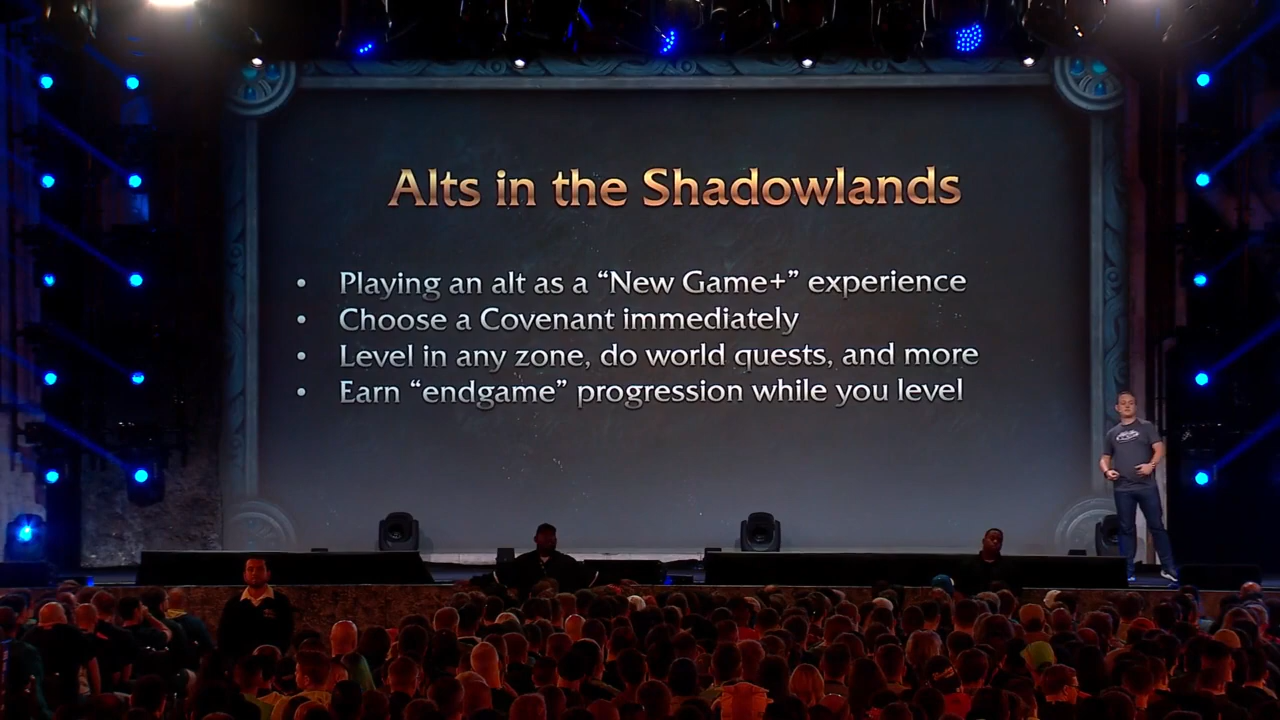 Alts in the Shadowlands
• Playing an alt as a “New Game+” experience
• Choose a Covenant immediately
• Level in any zone, do world quests, and more
• Earn “endgame” progression while you level